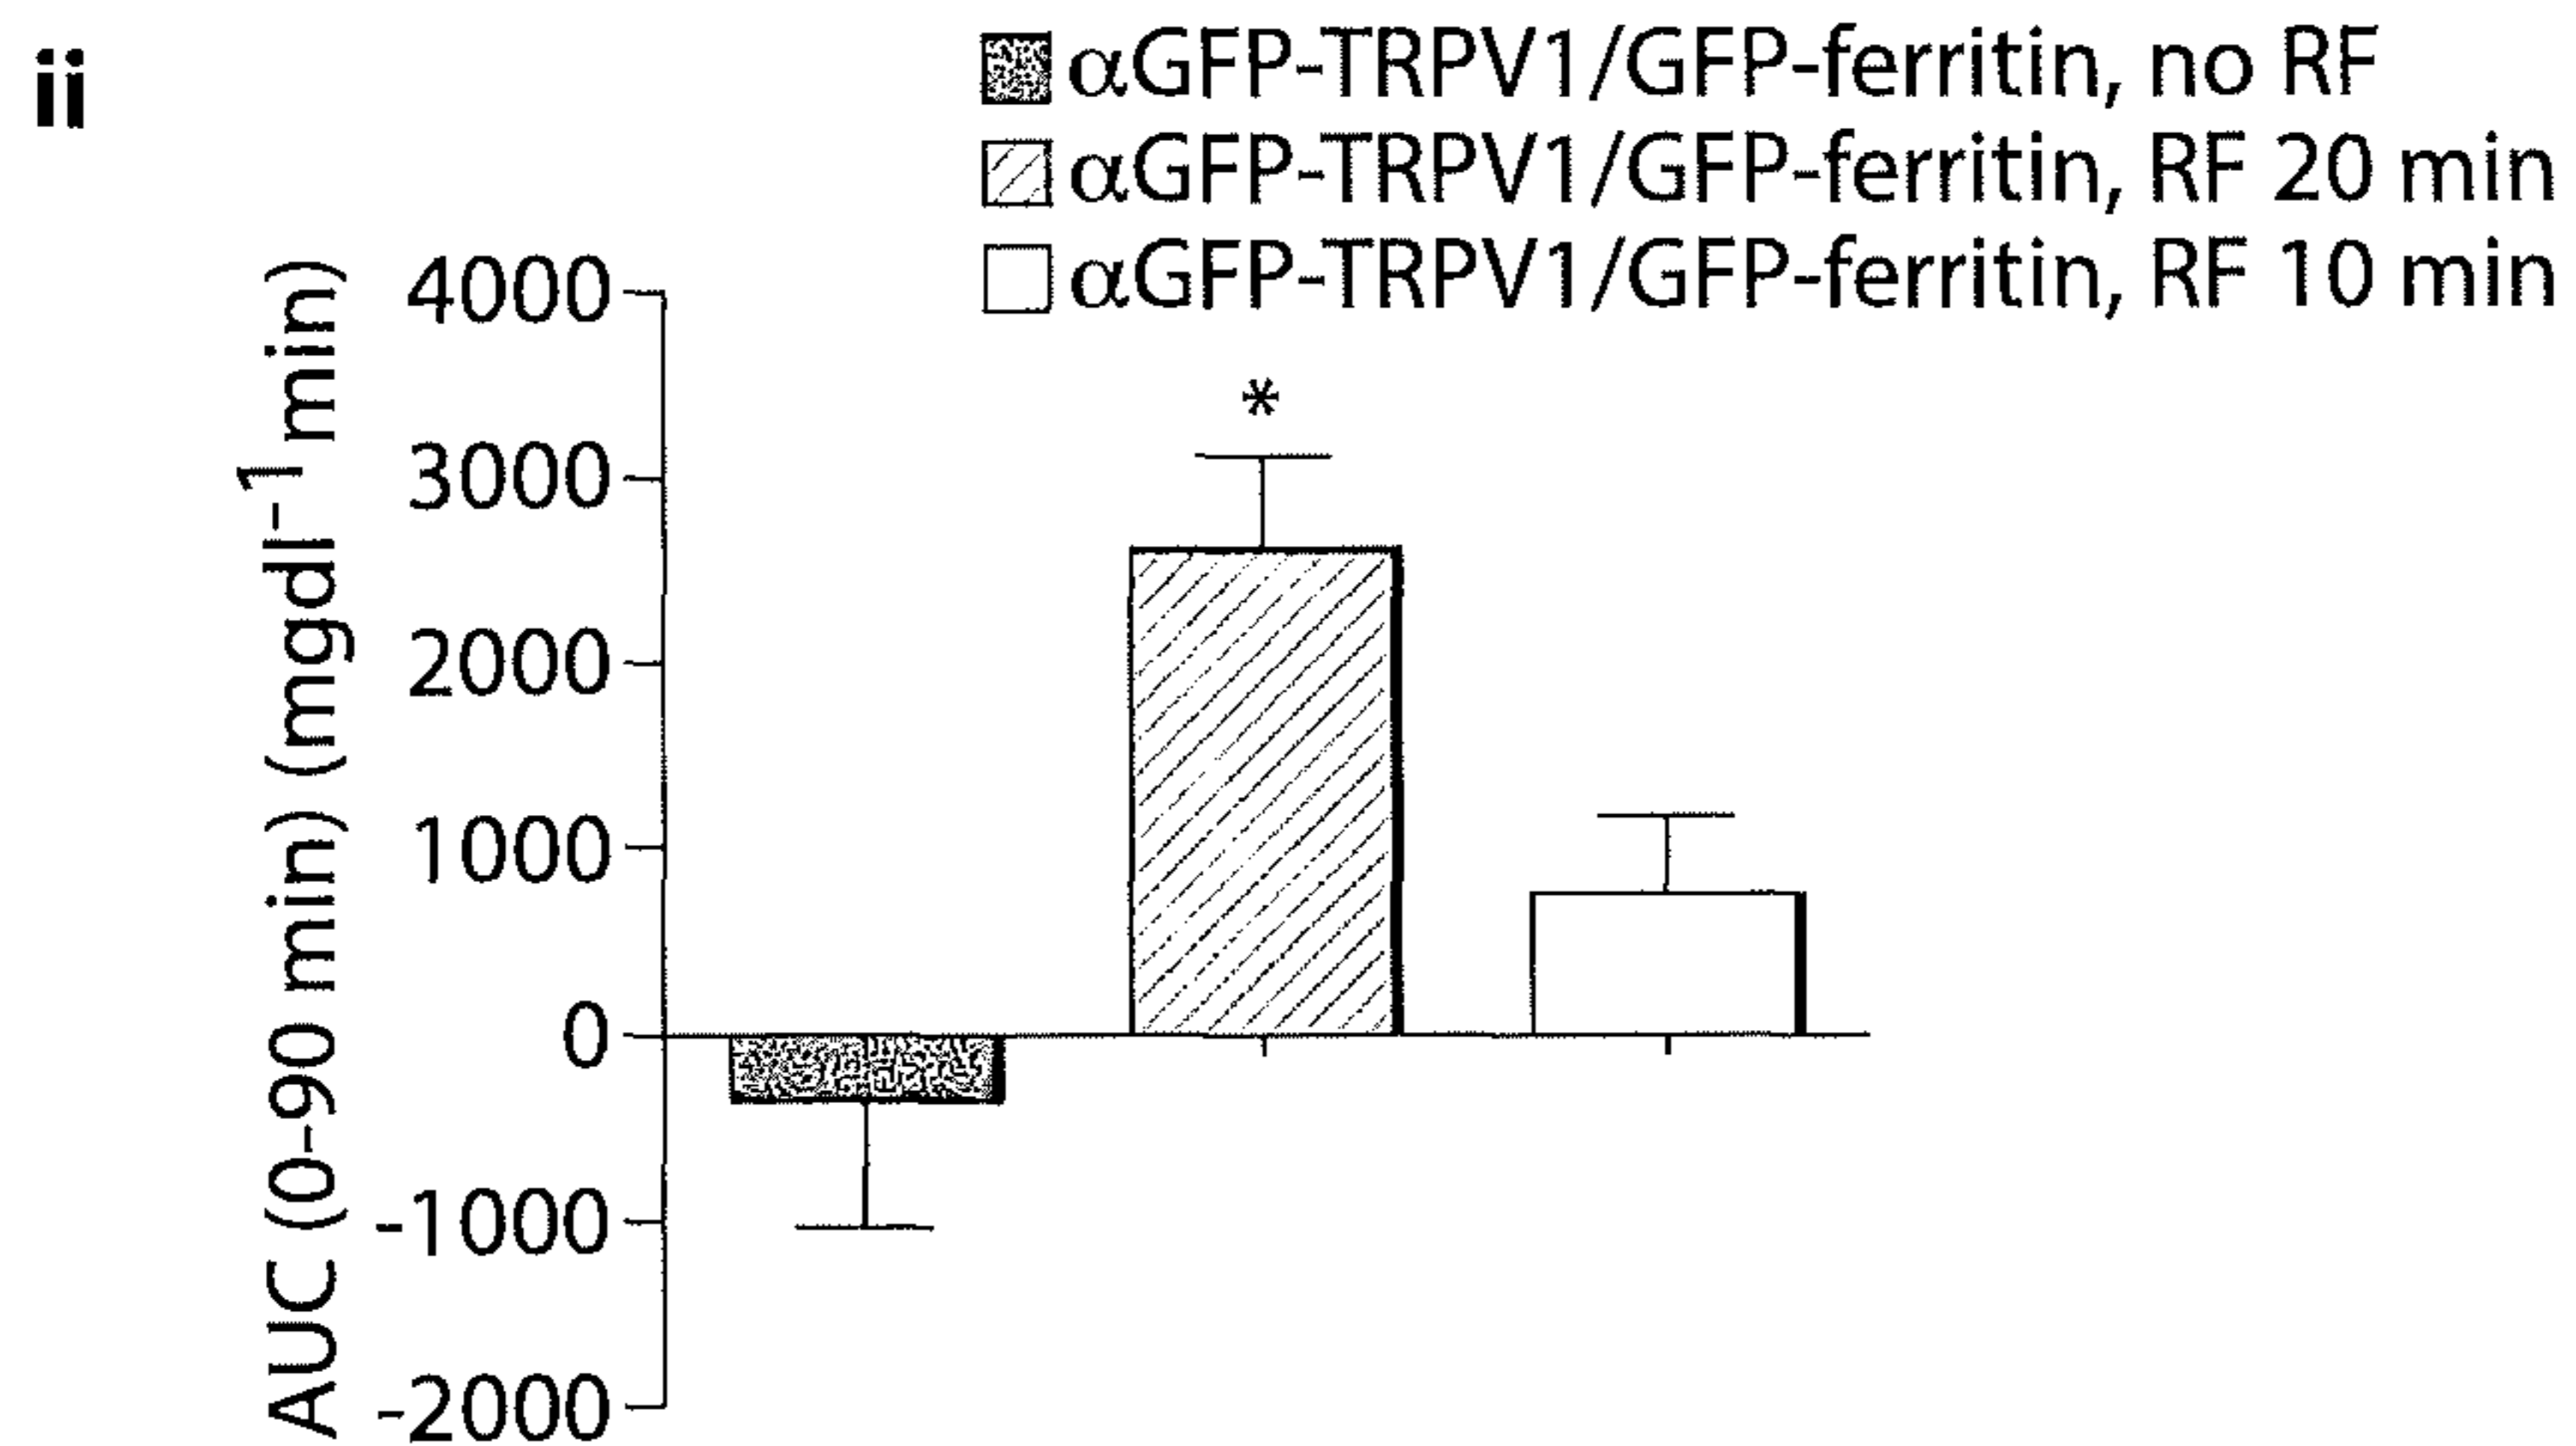 ii
αGFP-TRPV1/GFP-ferritin, no RF
αGFP-TRPV1/GFP-ferritin, RF 20 min
αGFP-TRPV1/GFP-ferritin, RF 10 min
AUC (0-90 min) (mgdl⁻¹min)
4000
3000
*
2000
1000
0
-1000
-2000